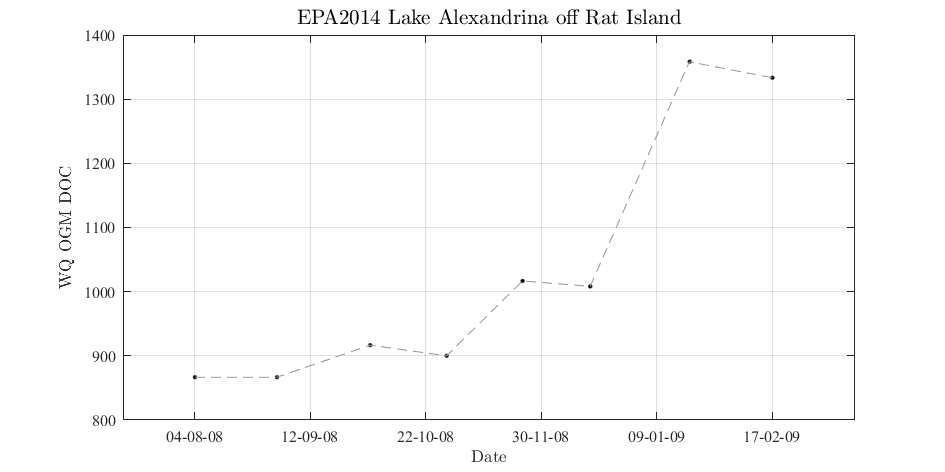 EPA2014 Lake Alexandrina off Rat Island
1400
1300
1200
1100
1000
900
800
WQ OGM DOC
04-08-08 12-09-08 22-10-08 30-11-08 09-01-09 17-02-09
Date